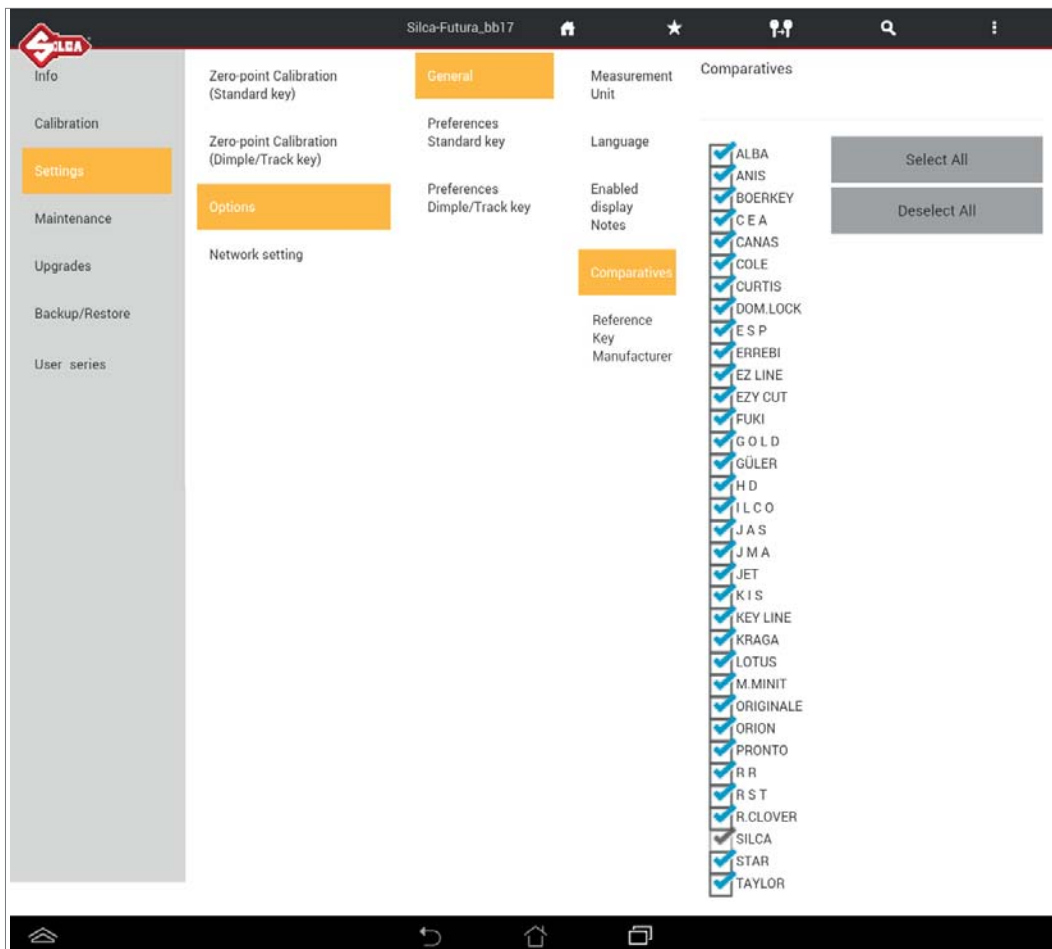 Silca-Futura_bb17
SILCA
Info
Calibration
Settings
Maintenance
Upgrades
Backup/Restore
User series
Zero-point Calibration
(Standard key)
Zero-point Calibration
(Dimple/Track key)
Options
Network setting
General
Preferences
Standard key
Preferences
Dimple/Track key
Measurement
Unit
Language
Enabled
display
Notes
Comparatives
Reference
Key
Manufacturer
Comparatives
ALBA
ANIS
BOERKEY
C E A
CANAS
COLE
CURTIS
DOM.LOCK
E S P
ERREBI
EZ LINE
EZY CUT
FUKI
G O L D
GÜLER
H D
I L C O
J A S
J M A
JET
K I S
KEY LINE
KRAGA
LOTUS
M.MINIT
ORIGINALE
ORION
PRONTO
R R
R S T
R.CLOVER
SILCA
STAR
TAYLOR
Select All
Deselect All